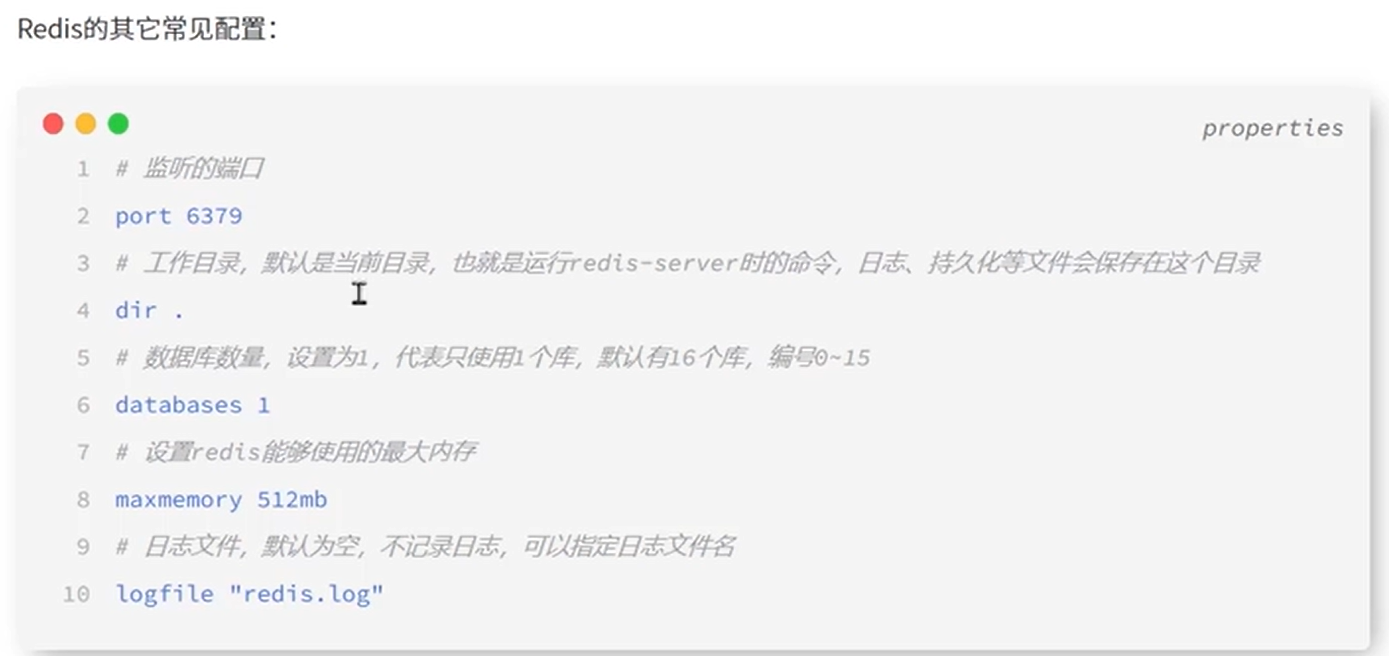 Redis的其它常见配置：
properties
1 # 监听的端口
2 port 6379
3 # 工作目录，默认是当前目录，也就是运行redis-server时的命令，日志、持久化等文件会保存在这个目录
4 dir .
5 # 数据库数量，设置为1，代表只使用1个库，默认有16个库，编号0~15
6 databases 1
7 # 设置redis能够使用的最大内存
8 maxmemory 512mb
9 # 日志文件，默认为空，不记录日志，可以指定日志文件名
10 logfile "redis.log"